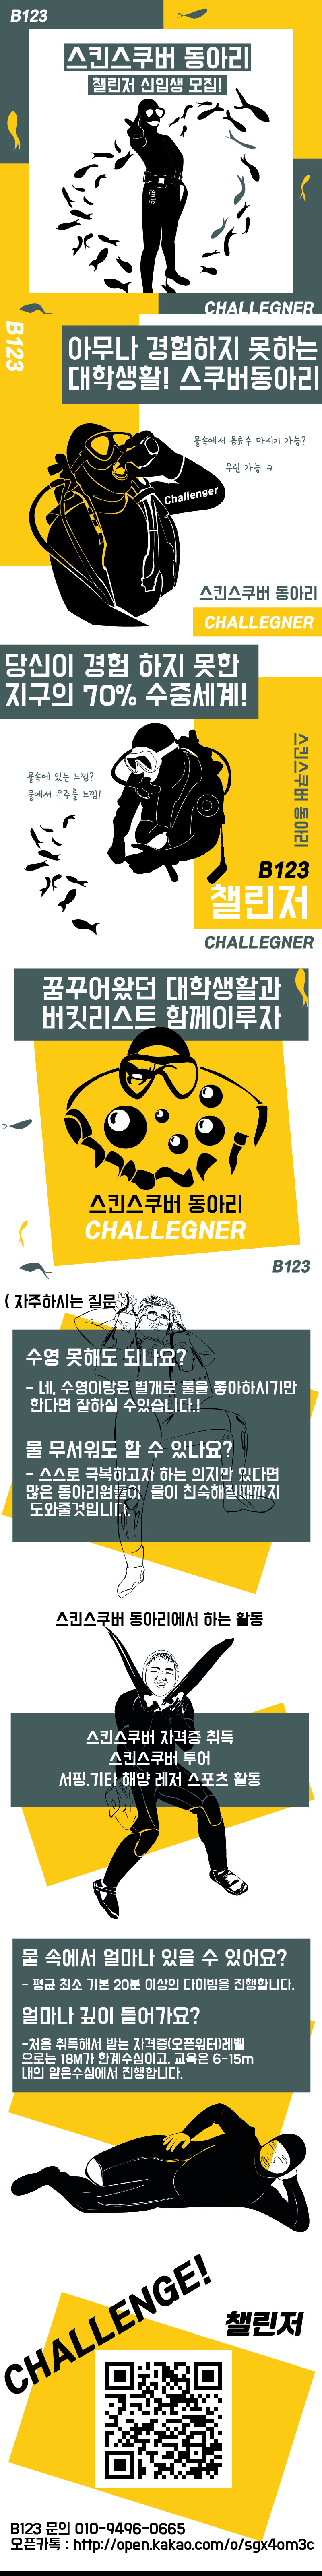 B123
스킨스쿠버 동아리
챌린저 신입생 모집!
smile
CHALLEGNER
B123
아무나 경험하지 못하는
대학생활! 스쿠버동아리
물속에서 음료수 마시기 가능?
우린 가능 ㅋ
Challenger
스킨스쿠버 동아리
CHALLEGNER
당신이 경험 하지 못한
지구의 70% 수중세계!
물속에 있는 느낌?
물에서 우주를 느낌!
스킨스쿠버 동아리
B123
챌린저
CHALLEGNER
꿈꾸어왔던 대학생활과
버킷리스트 함께이루자
스킨스쿠버 동아리
CHALLEGNER
B123
( 자주하시는 질문 )
수영 못해도 되나요?
- 네, 수영이랑은 별개로 물을 좋아하시기만
한다면 잘하실 수있습니다.
물 무서워도 할 수 있나요?
- 스스로 극복하고자 하는 의지만 있다면
많은 동아리원들이 물이 친숙해질때까지
도와줄것입니다.
스킨스쿠버 동아리에서 하는 활동
스킨스쿠버 자격증 취득
스킨스쿠버 투어
서핑,기타 해양 레저 스포츠 활동
물 속에서 얼마나 있을 수 있어요?
- 평균 최소 기본 20분 이상의 다이빙을 진행합니다.
얼마나 깊이 들어가요?
-처음 취득해서 받는 자격증(오픈워터)레벨
으로는 18M가 한계수심이고, 교육은 6-15m
내의 얕은수심에서 진행합니다.
CHALLENGE!
챌린저
B123 문의 010-9496-0665
오픈카톡 : http://open.kakao.com/o/sgx4om3c